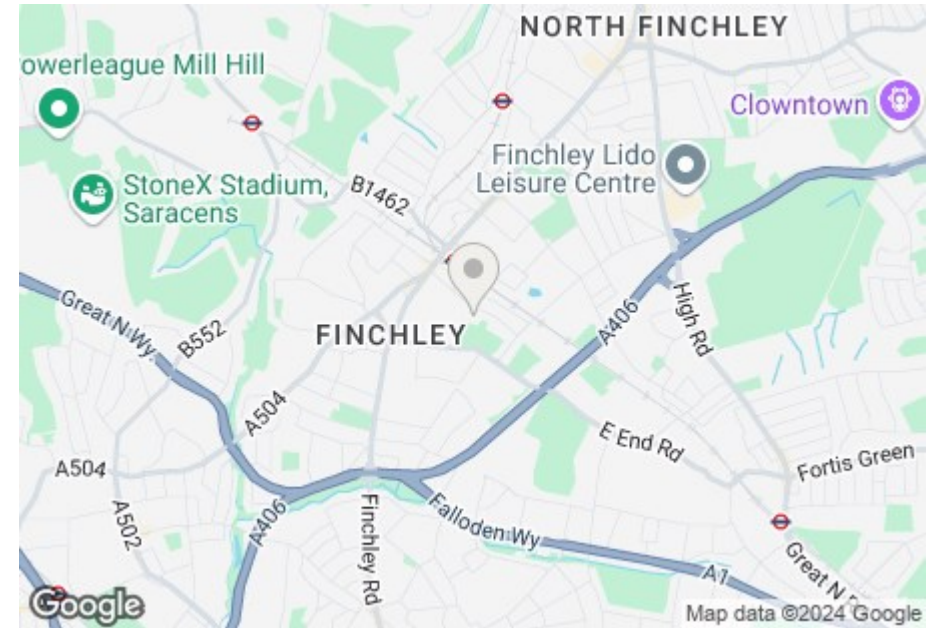 NORTH FINCHLEY
owerleague Mill Hill
Clowntown
Finchley Lido
Leisure Centre
StoneX Stadium,
Saracens
B1462
Great N Wy.
B552
FINCHLEY
A406
High Rd
A504
E End Rd
Fortis Green
A504
A502
A406
Finchley Rd
Falloden Wy
A1
Great N
Google
Map data ©2024 Google